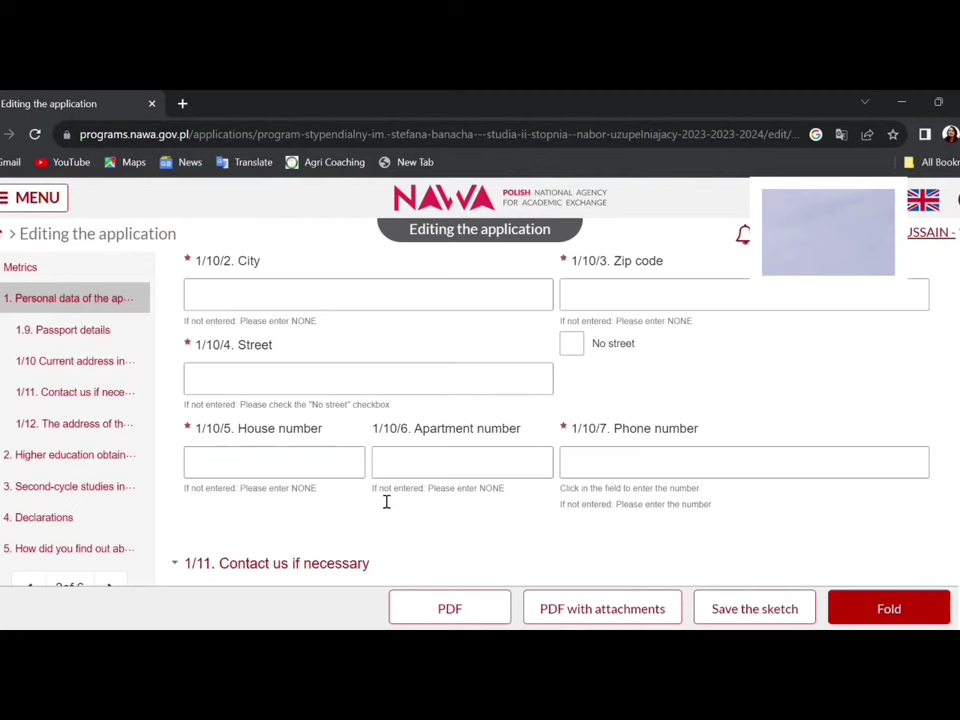 Editing the application
programs.nawa.gov.pl/applications/program-stypendialny-im.-stefana-banacha---studia-ii-stopnia--nabor-uzupelniajacy-2023-2023-2024/edit/...
Gmail YouTube Maps News Translate Agri Coaching New Tab All Bookm
MENU
NAWA POLISH NATIONAL AGENCY
FOR ACADEMIC EXCHANGE
Editing the application
> Editing the application
USSAIN -
Metrics
1. Personal data of the ap...
1.9. Passport details
1/10 Current address in...
1/11. Contact us if nece...
1/12. The address of th...
2. Higher education obtain...
3. Second-cycle studies in...
4. Declarations
5. How did you find out ab...
2 of 6
* 1/10/2. City
* 1/10/3. Zip code
If not entered: Please enter NONE
If not entered: Please enter NONE
* 1/10/4. Street
No street
If not entered: Please check the "No street" checkbox
* 1/10/5. House number
1/10/6. Apartment number
* 1/10/7. Phone number
If not entered: Please enter NONE
If not entered: Please enter NONE
Click in the field to enter the number
If not entered: Please enter the number
1/11. Contact us if necessary
PDF
PDF with attachments
Save the sketch
Fold